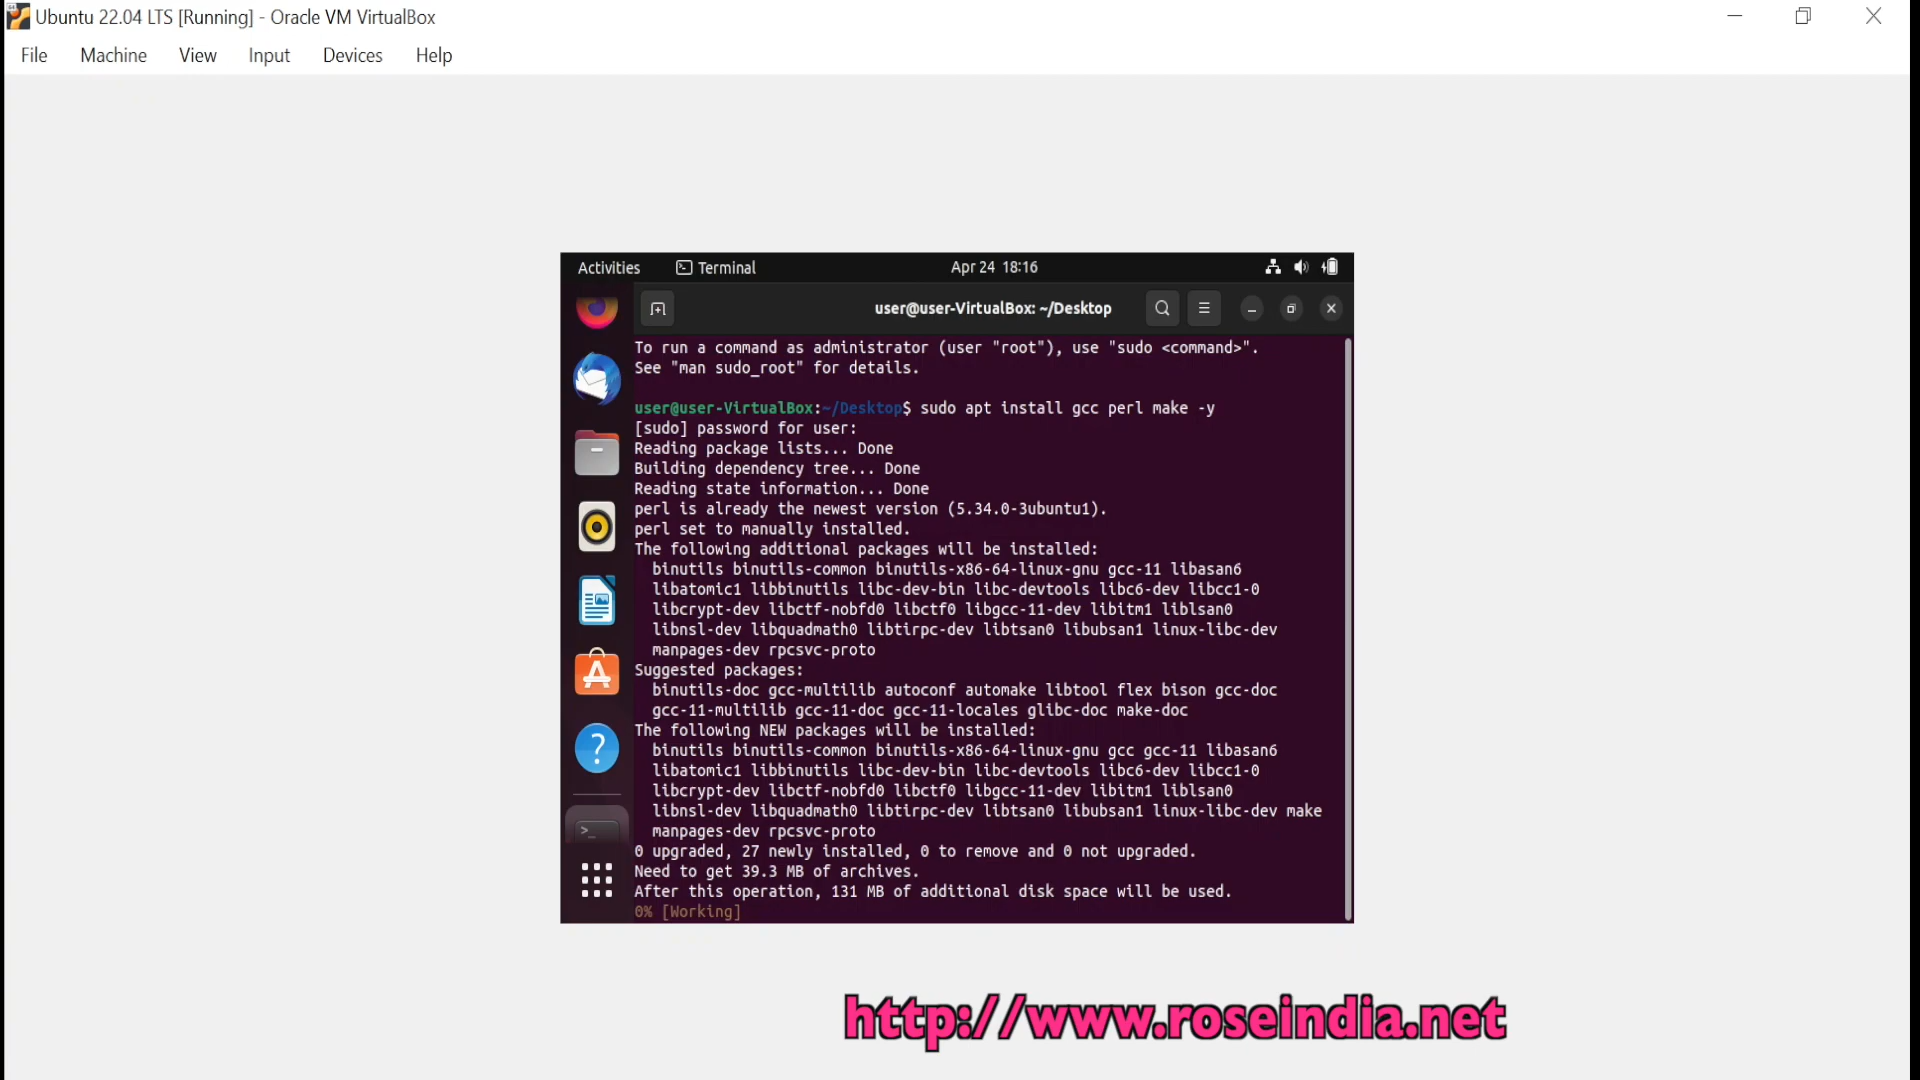 Ubuntu 22.04 LTS [Running] - Oracle VM VirtualBox
File Machine View Input Devices Help
Activities Terminal Apr 24 18:16
user@user-VirtualBox: ~/Desktop
To run a command as administrator (user "root"), use "sudo <command>".
See "man sudo_root" for details.
user@user-VirtualBox:~/Desktop$ sudo apt install gcc perl make -y
[sudo] password for user:
Reading package lists... Done
Building dependency tree... Done
Reading state information... Done
perl is already the newest version (5.34.0-3ubuntu1).
perl set to manually installed.
The following additional packages will be installed:
binutils binutils-common binutils-x86-64-linux-gnu gcc-11 libasan6
libatomic1 libbinutils libc-dev-bin libc-devtools libc6-dev libcc1-0
libcrypt-dev libctf-nobfd0 libctf0 libgcc-11-dev libitm1 liblsan0
libnsl-dev libquadmath0 libtirpc-dev libtsan0 libubsan1 linux-libc-dev
manpages-dev rpcsvc-proto
Suggested packages:
binutils-doc gcc-multilib autoconf automake libtool flex bison gcc-doc
gcc-11-multilib gcc-11-doc gcc-11-locales glibc-doc make-doc
The following NEW packages will be installed:
binutils binutils-common binutils-x86-64-linux-gnu gcc gcc-11 libasan6
libatomic1 libbinutils libc-dev-bin libc-devtools libc6-dev libcc1-0
libcrypt-dev libctf-nobfd0 libctf0 libgcc-11-dev libitm1 liblsan0
libnsl-dev libquadmath0 libtirpc-dev libtsan0 libubsan1 linux-libc-dev make
manpages-dev rpcsvc-proto
0 upgraded, 27 newly installed, 0 to remove and 0 not upgraded.
Need to get 39.3 MB of archives.
After this operation, 131 MB of additional disk space will be used.
0% [Working]
http://www.roseindia.net